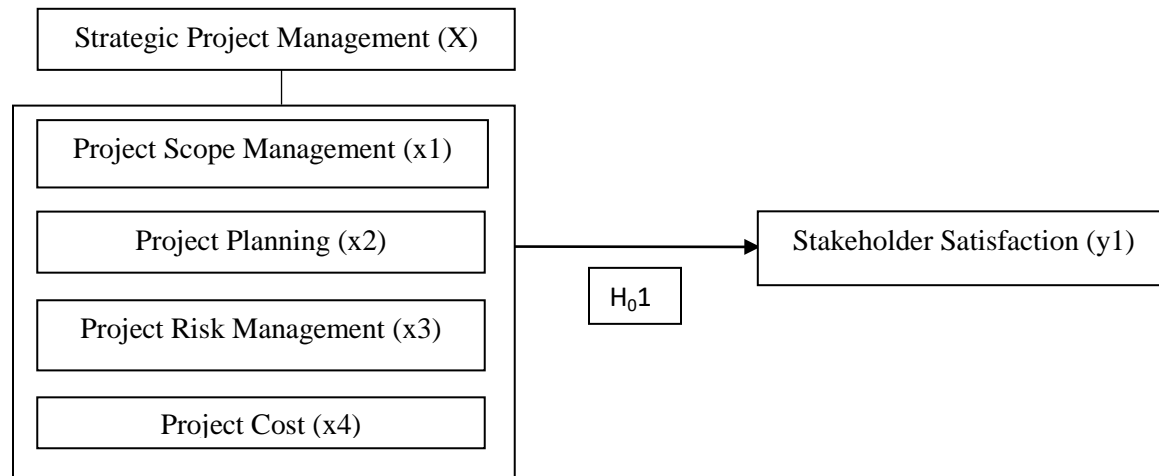 Strategic Project Management (X)
Project Scope Management (x1)
Project Planning (x2)
Stakeholder Satisfaction (y1)
H₀1
Project Risk Management (x3)
Project Cost (x4)